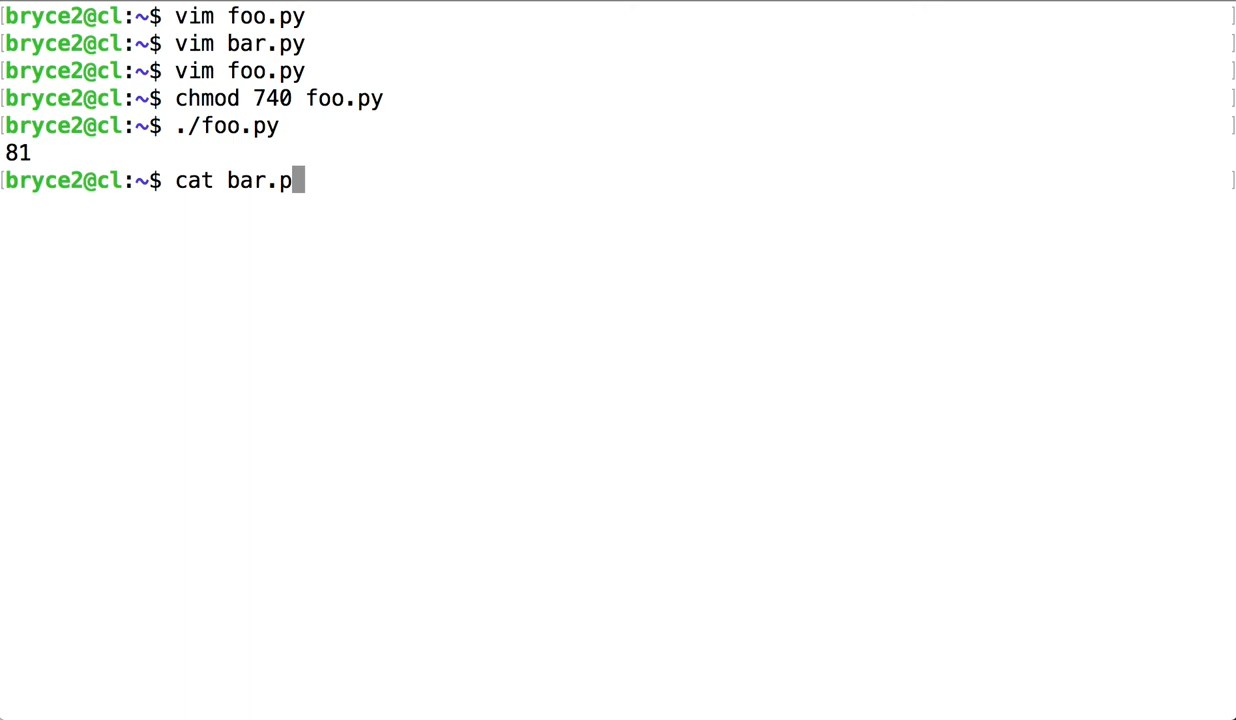 [bryce2@cl:~$ vim foo.py ]
[bryce2@cl:~$ vim bar.py ]
[bryce2@cl:~$ vim foo.py ]
[bryce2@cl:~$ chmod 740 foo.py ]
[bryce2@cl:~$ ./foo.py ]
81
[bryce2@cl:~$ cat bar.p ]